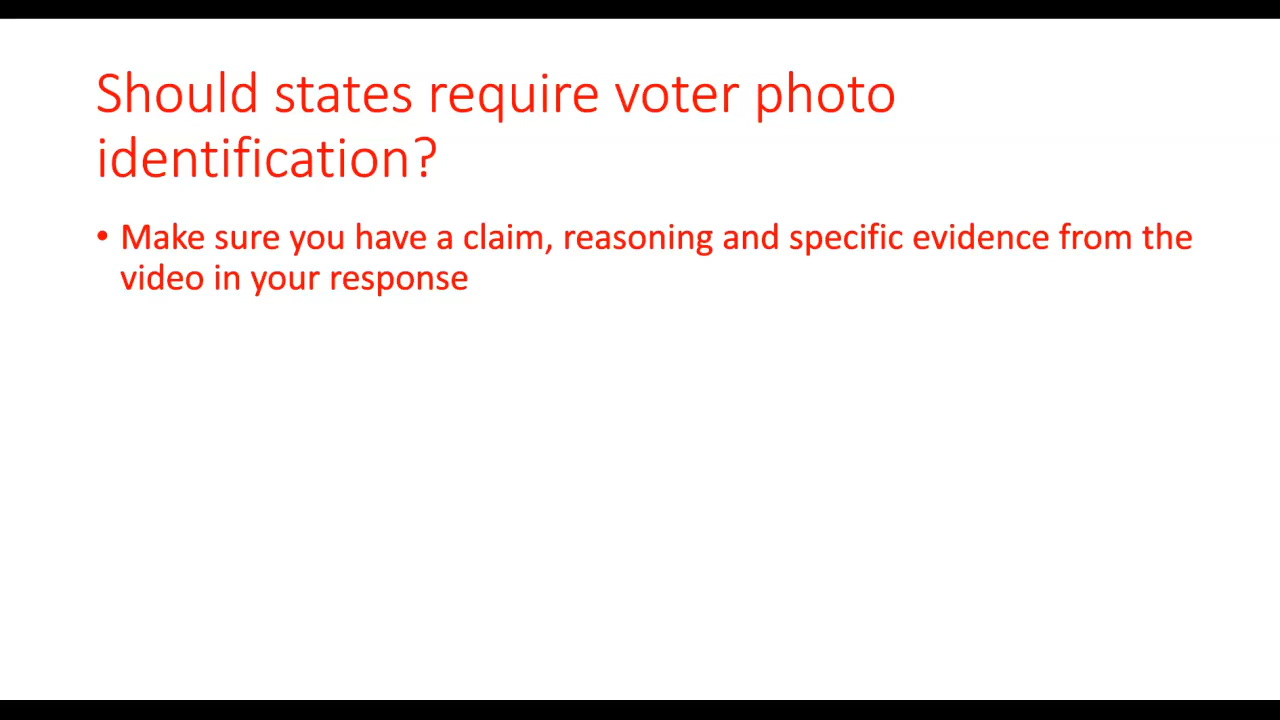 Should states require voter photo
identification?
• Make sure you have a claim, reasoning and specific evidence from the
video in your response